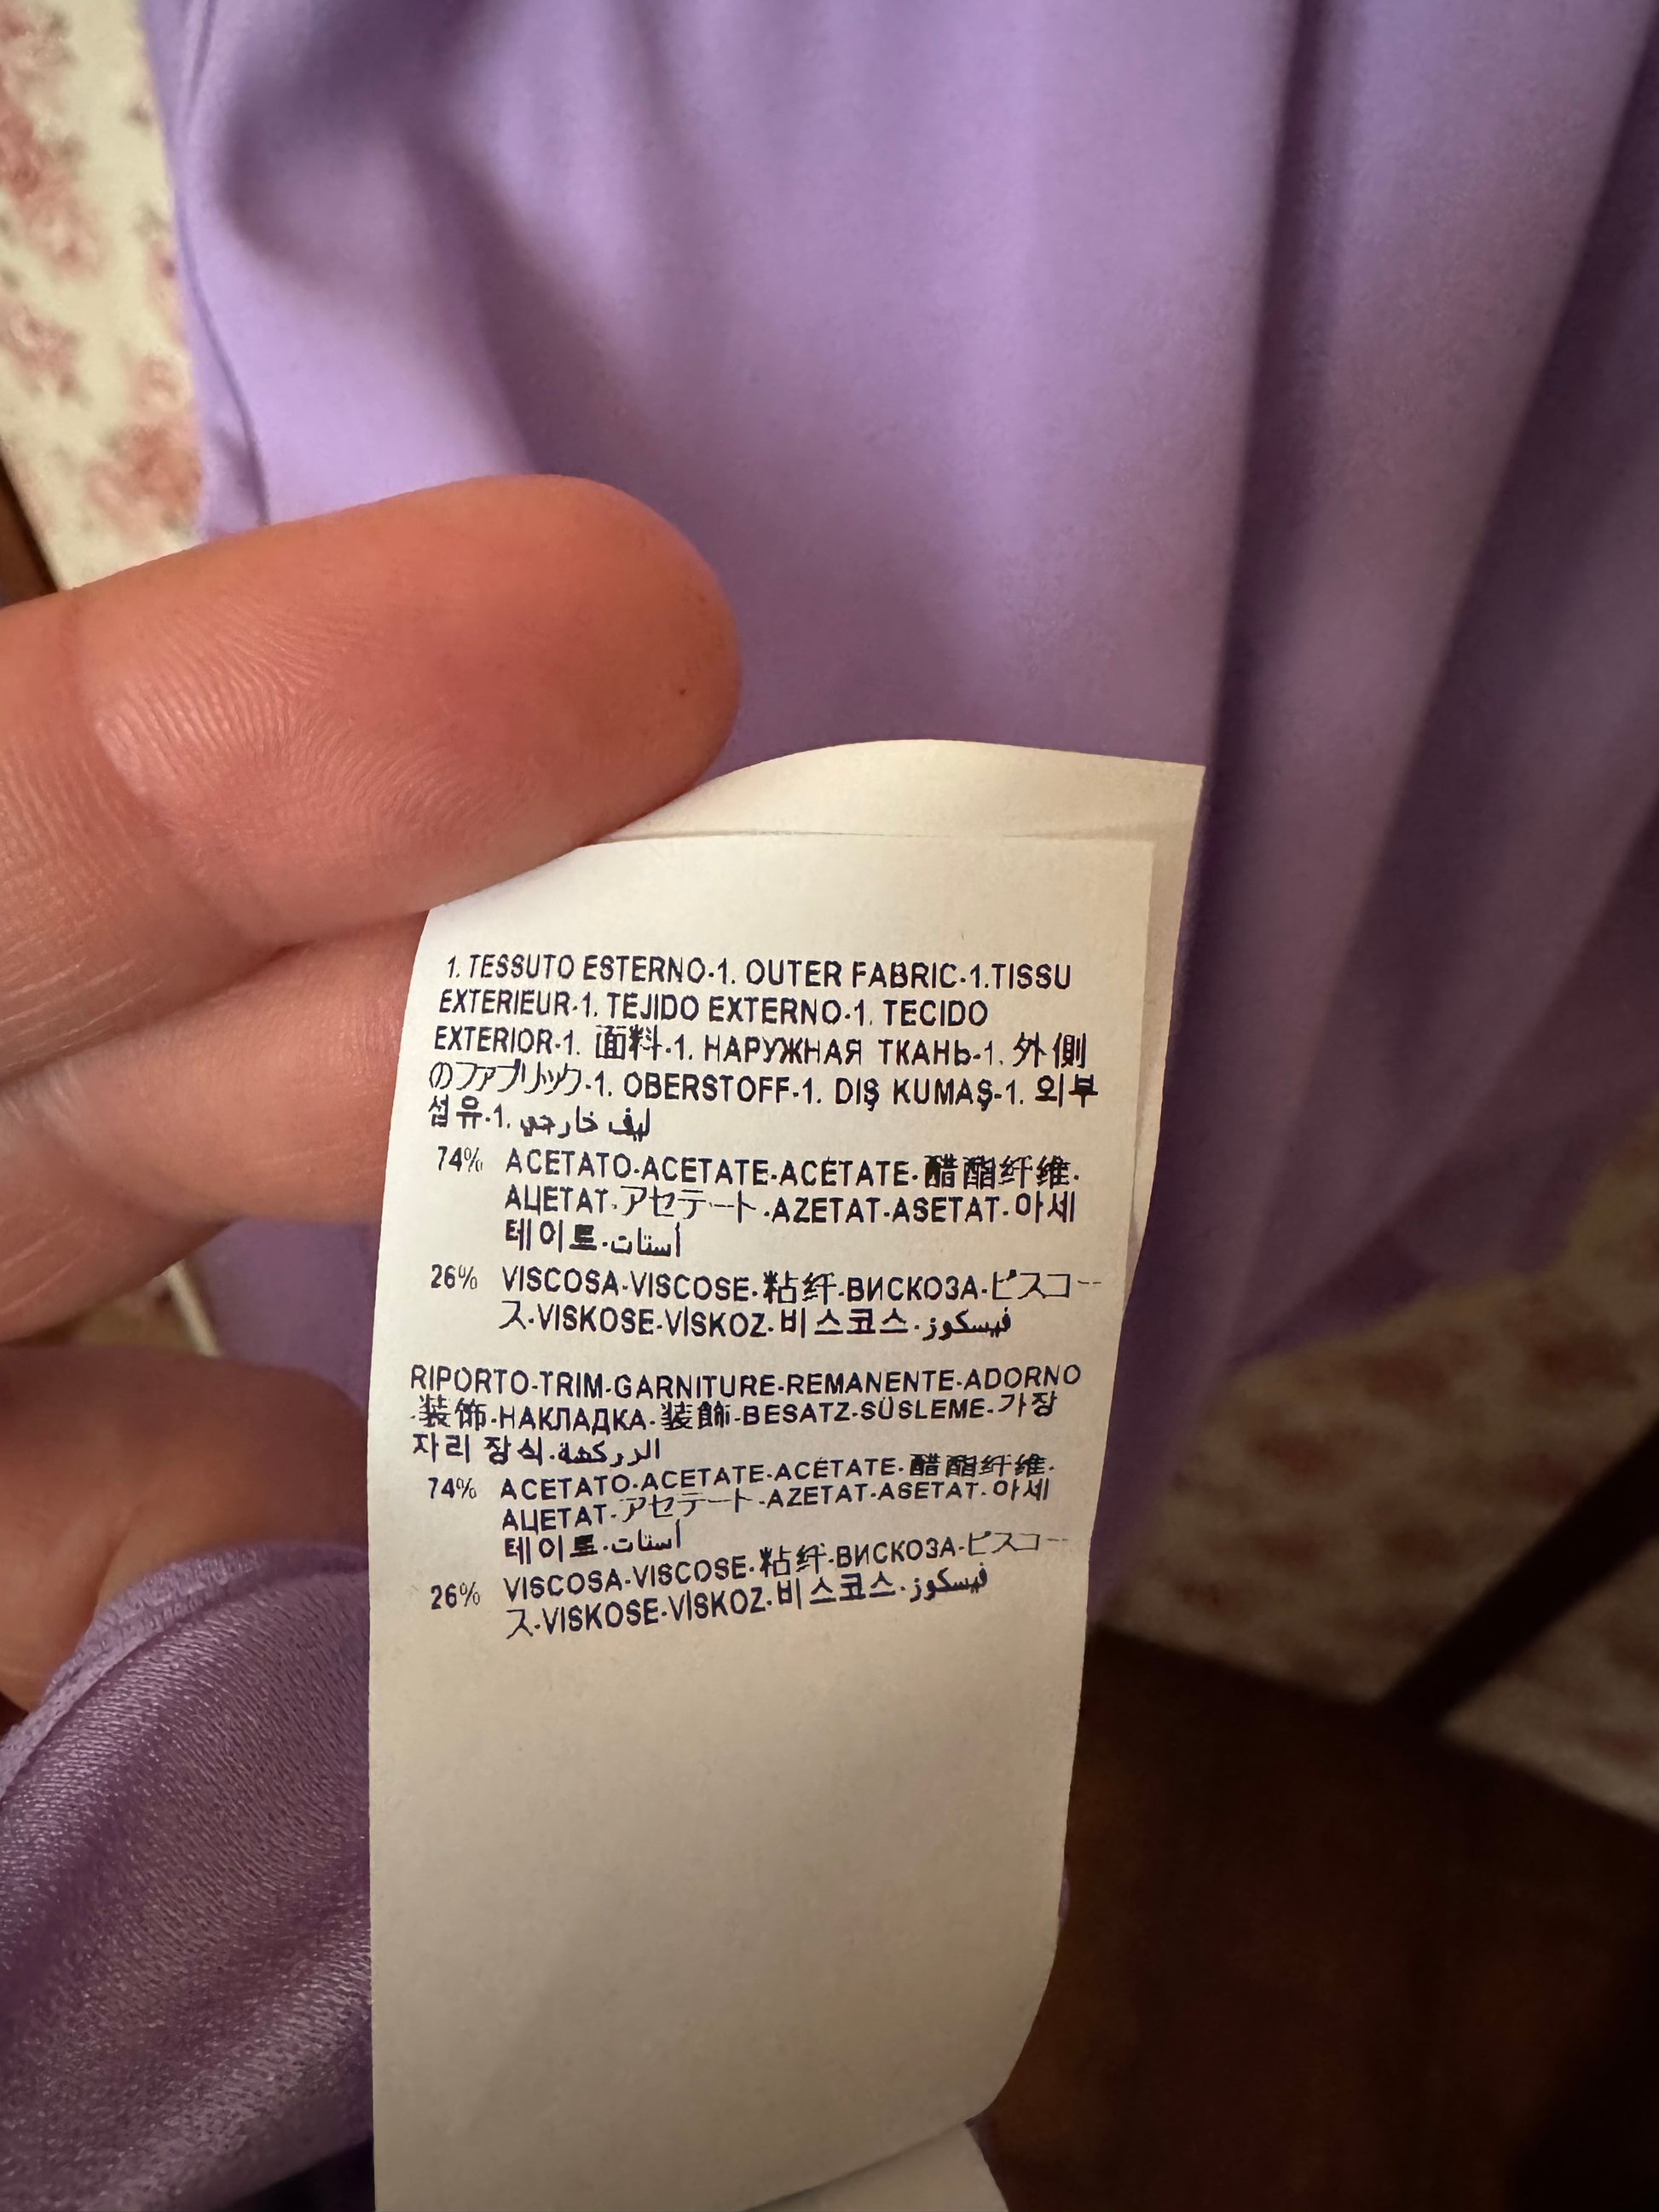 1. TESSUTO ESTERNO-1. OUTER FABRIC-1.TISSU
EXTERIEUR-1. TEJIDO EXTERNO-1. TECIDO
EXTERIOR-1. 面料-1. НАРУЖНАЯ ТКАНЬ-1. 外側
のファブリック-1. OBERSTOFF-1. DIŞ KUMAŞ-1. 외부
섬유-1. ليف خارجي
74% ACETATO-ACETATE-ACÉTATE-醋酯纤维-
АЦЕТАТ-アセテート-AZETAT-ASETAT-아세
테이트-أستات
26% VISCOSA-VISCOSE-粘纤-ВИСКОЗА-ビスコー
ス-VISKOSE-VİSKOZ-비스코스-فيسكوز
RIPORTO-TRIM-GARNITURE-REMANENTE-ADORNO
-装饰-НАКЛАДКА-装飾-BESATZ-SÜSLEME-가장
자리 장식-الزركشة
74% ACETATO-ACETATE-ACÉTATE-醋酯纤维-
АЦЕТАТ-アセテート-AZETAT-ASETAT-아세
테이트-أستات
26% VISCOSA-VISCOSE-粘纤-ВИСКОЗА-ビスコー
ス-VISKOSE-VİSKOZ-비스코스-فيسكوز